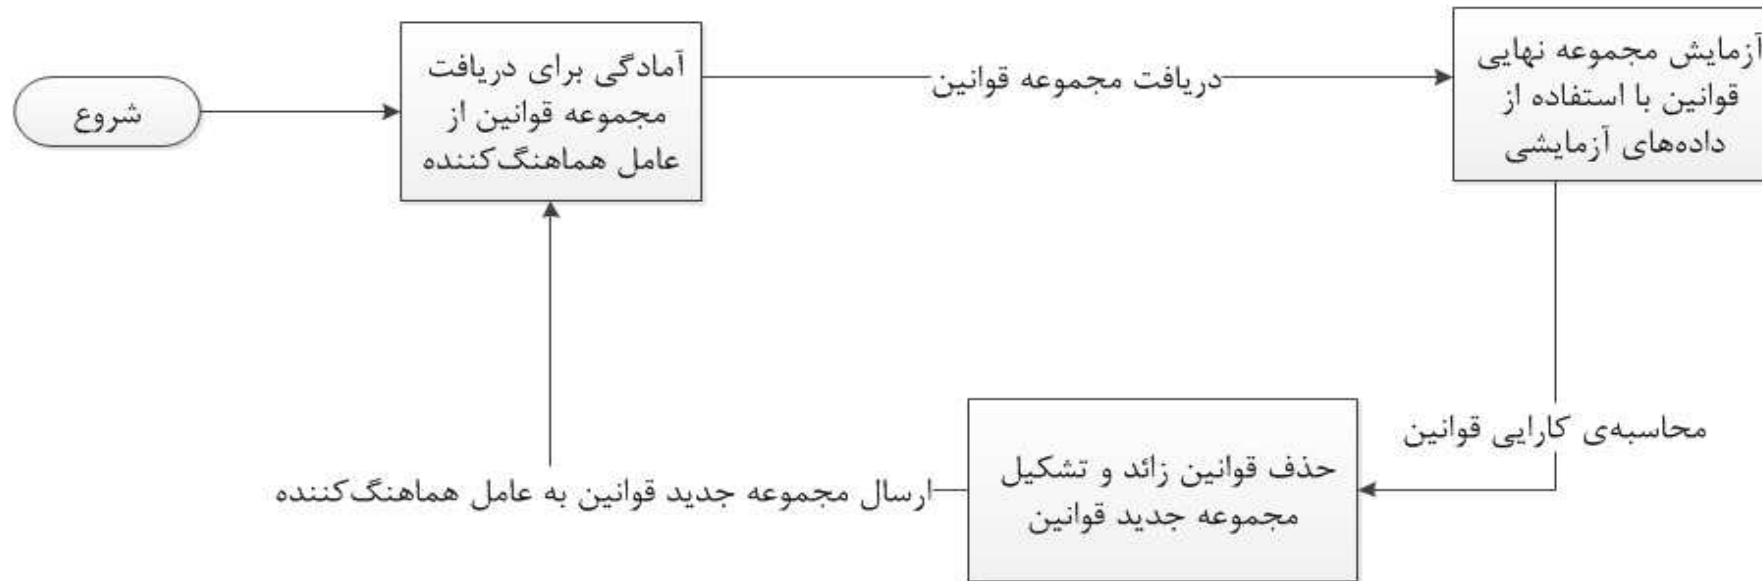 شروع
آمادگی برای دریافت
مجموعه قوانین از
عامل هماهنگ‌کننده
دریافت مجموعه قوانین
آزمایش مجموعه نهایی
قوانین با استفاده از
داده‌های آزمایشی
محاسبه‌ی کارایی قوانین
حذف قوانین زائد و تشکیل
مجموعه جدید قوانین
ارسال مجموعه جدید قوانین به عامل هماهنگ‌کننده